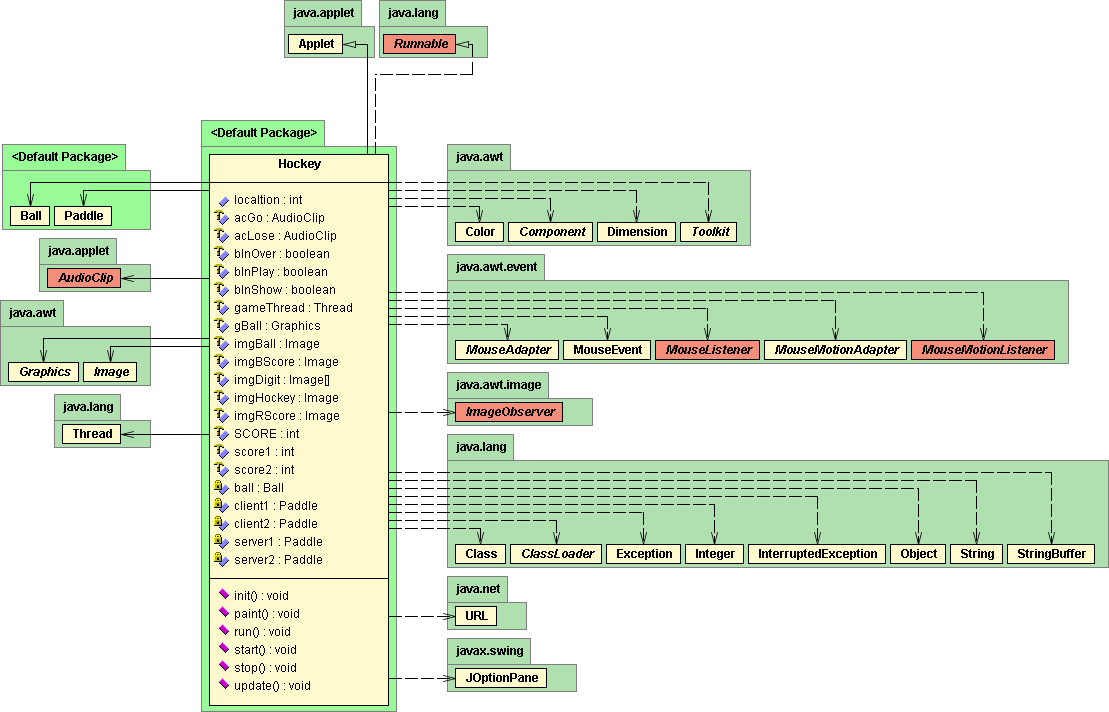 java.applet
Applet
java.lang
Runnable
<Default Package>
Ball
Paddle
java.applet
AudioClip
java.awt
Graphics
Image
java.lang
Thread
<Default Package>
Hockey
localtion : int
acGo : AudioClip
acLose : AudioClip
blnOver : boolean
blnPlay : boolean
blnShow : boolean
gameThread : Thread
gBall : Graphics
imgBall : Image
imgBScore : Image
imgDigit : Image[]
imgHockey : Image
imgRScore : Image
SCORE : int
score1 : int
score2 : int
ball : Ball
client1 : Paddle
client2 : Paddle
server1 : Paddle
server2 : Paddle
init() : void
paint() : void
run() : void
start() : void
stop() : void
update() : void
java.awt
Color
Component
Dimension
Toolkit
java.awt.event
MouseAdapter
MouseEvent
MouseListener
MouseMotionAdapter
MouseMotionListener
java.awt.image
ImageObserver
java.lang
Class
ClassLoader
Exception
Integer
InterruptedException
Object
String
StringBuffer
java.net
URL
javax.swing
JOptionPane